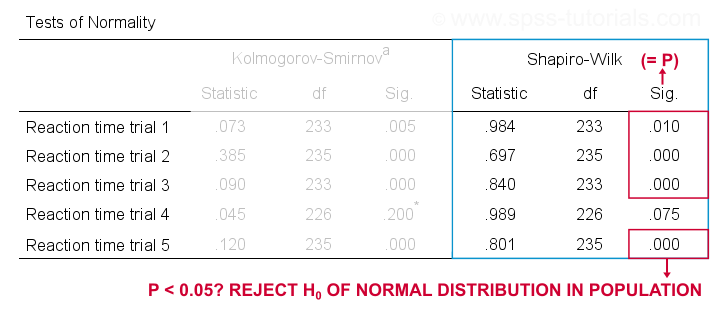 © www.spss-tutorials.com
Tests of Normality
Kolmogorov-Smirnovᵃ Shapiro-Wilk (= P)
Statistic df Sig. Statistic df Sig.
Reaction time trial 1 .073 233 .005 .984 233 .010
Reaction time trial 2 .385 235 .000 .697 235 .000
Reaction time trial 3 .090 233 .000 .840 233 .000
Reaction time trial 4 .045 226 .200* .989 226 .075
Reaction time trial 5 .120 235 .000 .801 235 .000
P < 0.05? REJECT H₀ OF NORMAL DISTRIBUTION IN POPULATION